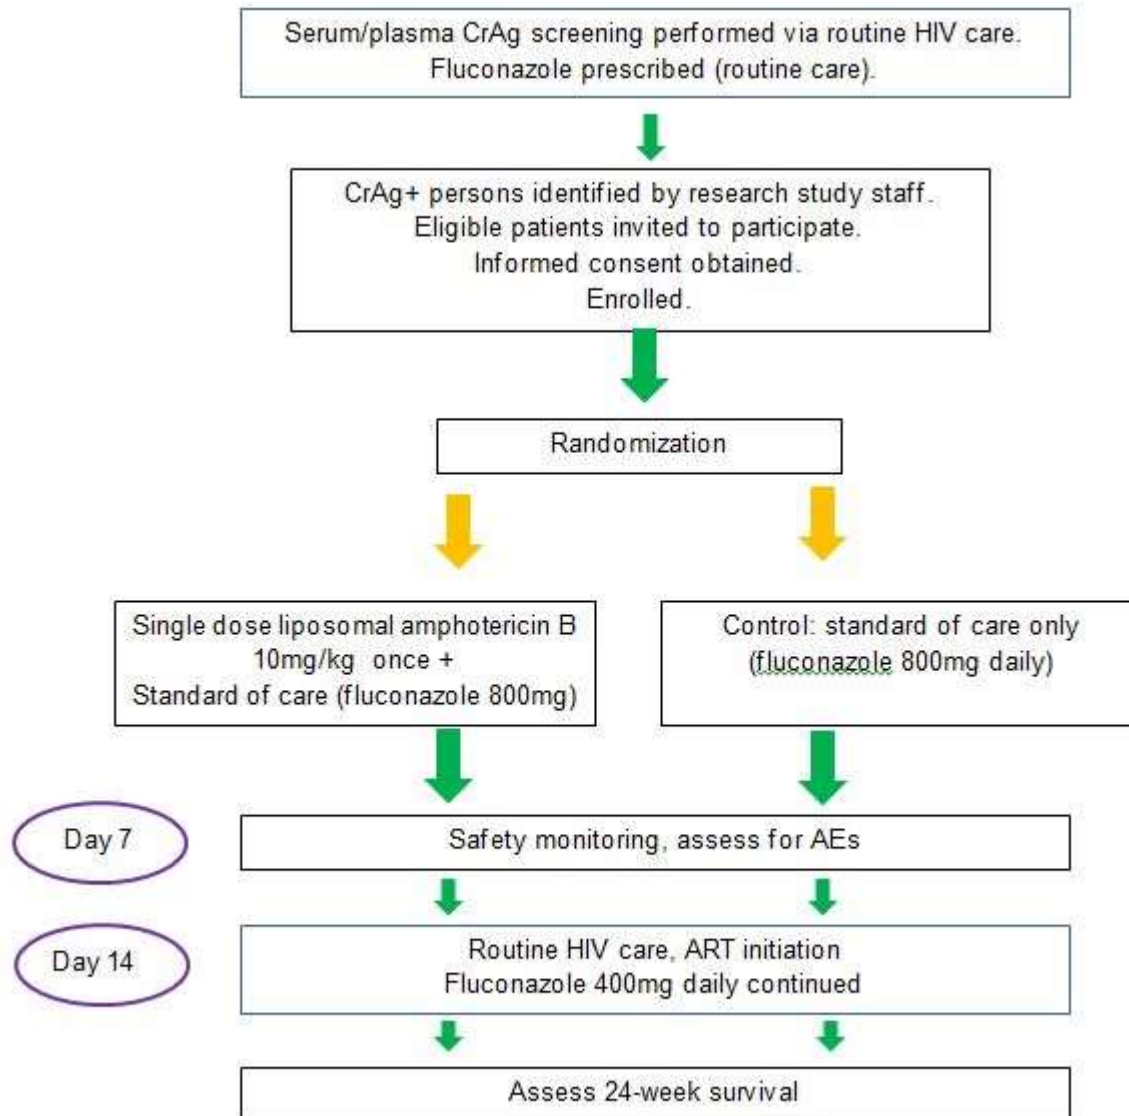 Serum/plasma CrAg screening performed via routine HIV care.
Fluconazole prescribed (routine care).
CrAg+ persons identified by research study staff.
Eligible patients invited to participate.
Informed consent obtained.
Enrolled.
Randomization
Single dose liposomal amphotericin B
10mg/kg once +
Standard of care (fluconazole 800mg)
Control: standard of care only
(fluconazole 800mg daily)
Day 7
Safety monitoring, assess for AEs
Day 14
Routine HIV care, ART initiation
Fluconazole 400mg daily continued
Assess 24-week survival